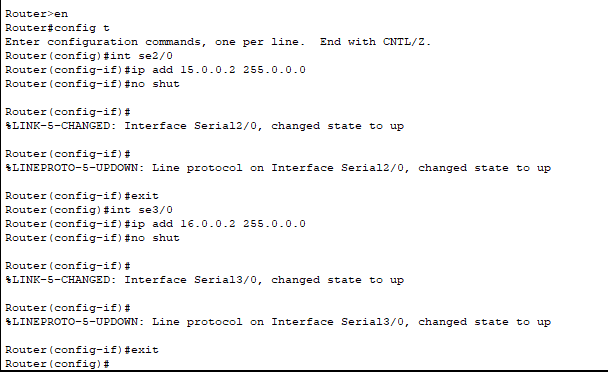 Router>en
Router#config t
Enter configuration commands, one per line.  End with CNTL/Z.
Router(config)#int se2/0
Router(config-if)#ip add 15.0.0.2 255.0.0.0
Router(config-if)#no shut
Router(config-if)#
%LINK-5-CHANGED: Interface Serial2/0, changed state to up
Router(config-if)#
%LINEPROTO-5-UPDOWN: Line protocol on Interface Serial2/0, changed state to up
Router(config-if)#exit
Router(config)#int se3/0
Router(config-if)#ip add 16.0.0.2 255.0.0.0
Router(config-if)#no shut
Router(config-if)#
%LINK-5-CHANGED: Interface Serial3/0, changed state to up
Router(config-if)#
%LINEPROTO-5-UPDOWN: Line protocol on Interface Serial3/0, changed state to up
Router(config-if)#exit
Router(config)#